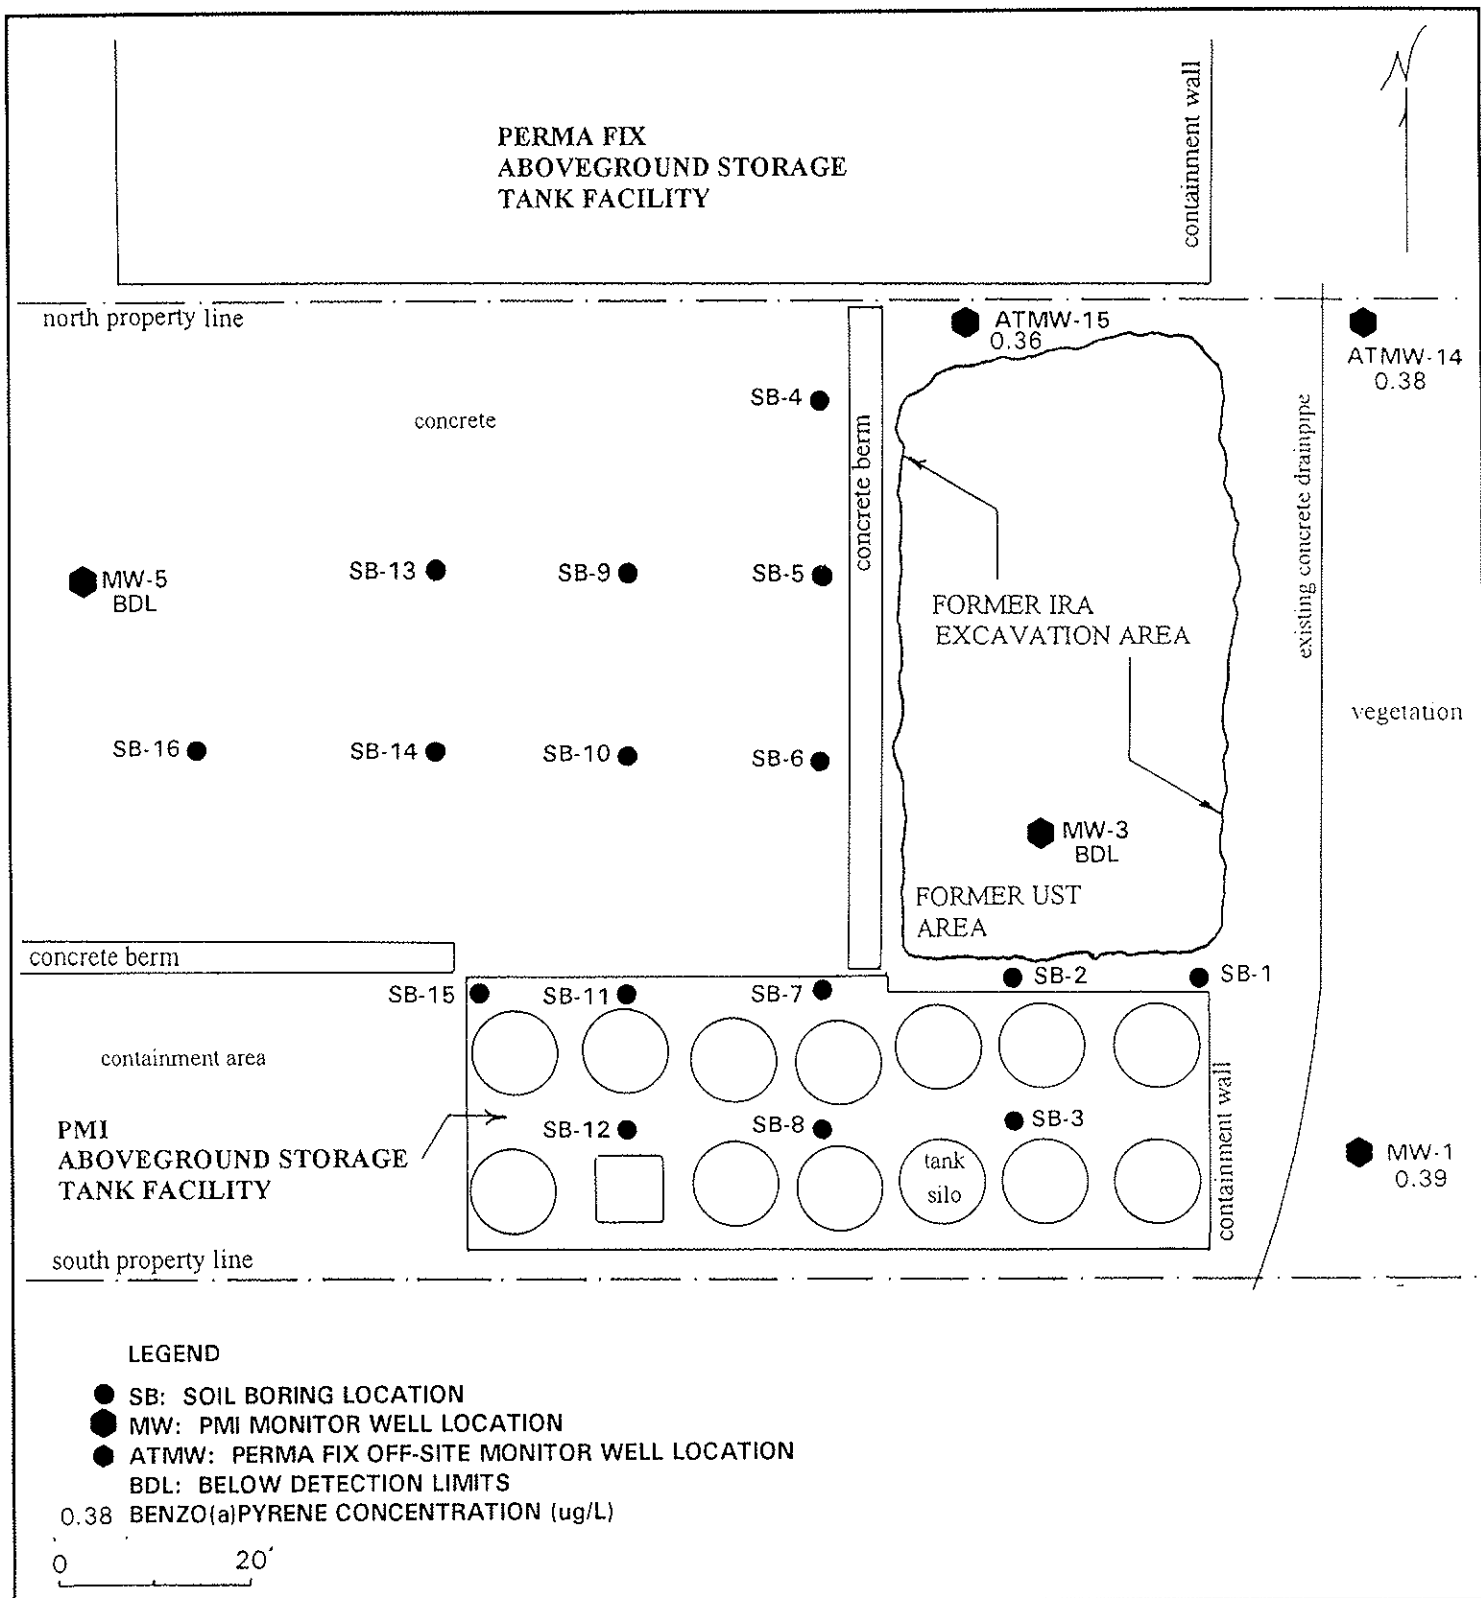 N
containment wall
PERMA FIX
ABOVEGROUND STORAGE
TANK FACILITY
north property line
ATMW-15
0.36
ATMW-14
0.38
SB-4
concrete
concrete berm
existing concrete drainpipe
MW-5
BDL
SB-13
SB-9
SB-5
FORMER IRA
EXCAVATION AREA
vegetation
SB-16
SB-14
SB-10
SB-6
MW-3
BDL
FORMER UST
AREA
concrete berm
SB-2
SB-1
SB-15
SB-11
SB-7
containment area
containment wall
PMI
ABOVEGROUND STORAGE
TANK FACILITY
SB-12
SB-8
SB-3
tank
silo
MW-1
0.39
south property line
LEGEND
SB: SOIL BORING LOCATION
MW: PMI MONITOR WELL LOCATION
ATMW: PERMA FIX OFF-SITE MONITOR WELL LOCATION
BDL: BELOW DETECTION LIMITS
0.38 BENZO(a)PYRENE CONCENTRATION (ug/L)
0 20'